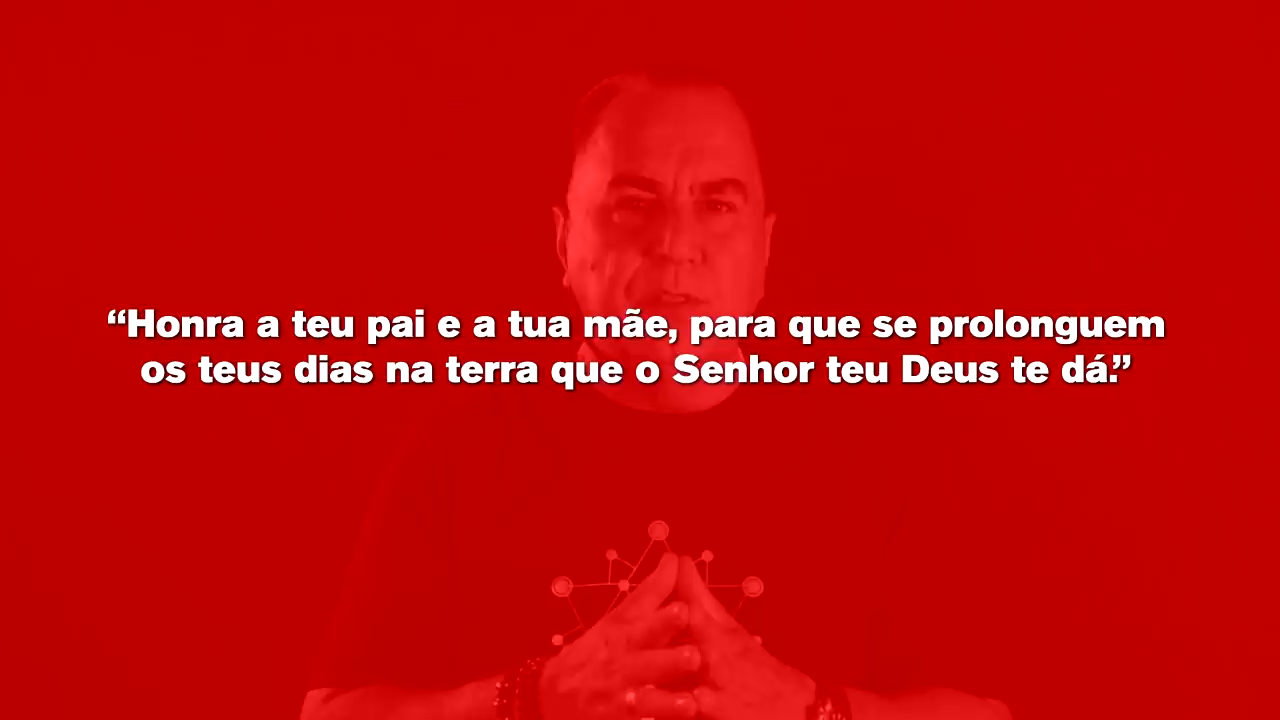 “Honra a teu pai e a tua mãe, para que se prolonguem
os teus dias na terra que o Senhor teu Deus te dá.”